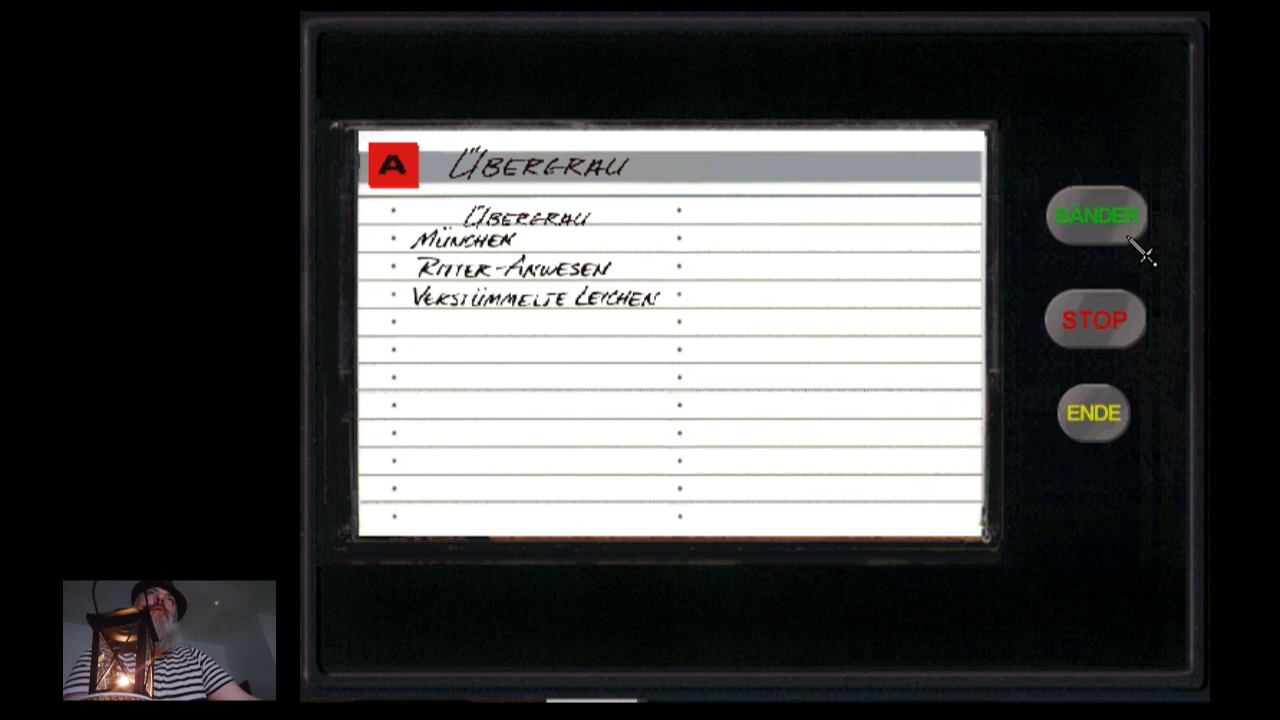 A ÜBERGRAU
ÜBERGRAU
MÜNCHEN
RITTER-ANWESEN
VERSTÜMMELTE LEICHEN
BÄNDER
STOP
ENDE